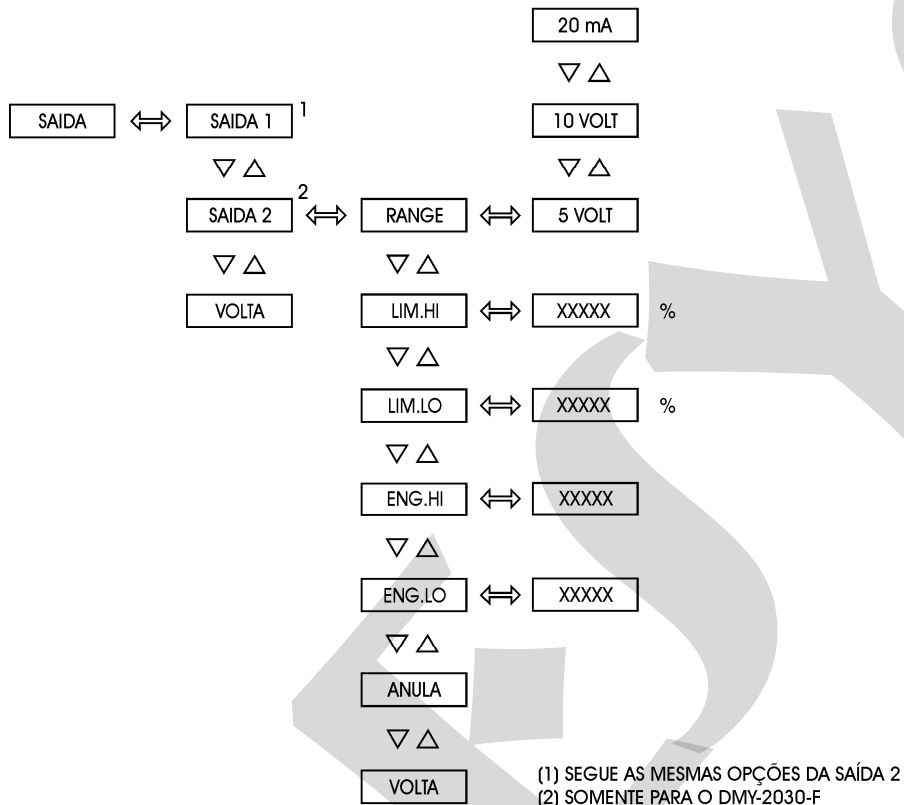 20 mA
10 VOLT
SAIDA
SAIDA 1
1
SAIDA 2
2
RANGE
5 VOLT
VOLTA
LIM.HI
XXXXX
%
LIM.LO
XXXXX
%
ENG.HI
XXXXX
ENG.LO
XXXXX
ANULA
VOLTA
(1) SEGUE AS MESMAS OPÇÕES DA SAÍDA 2
(2) SOMENTE PARA O DMY-2030-F